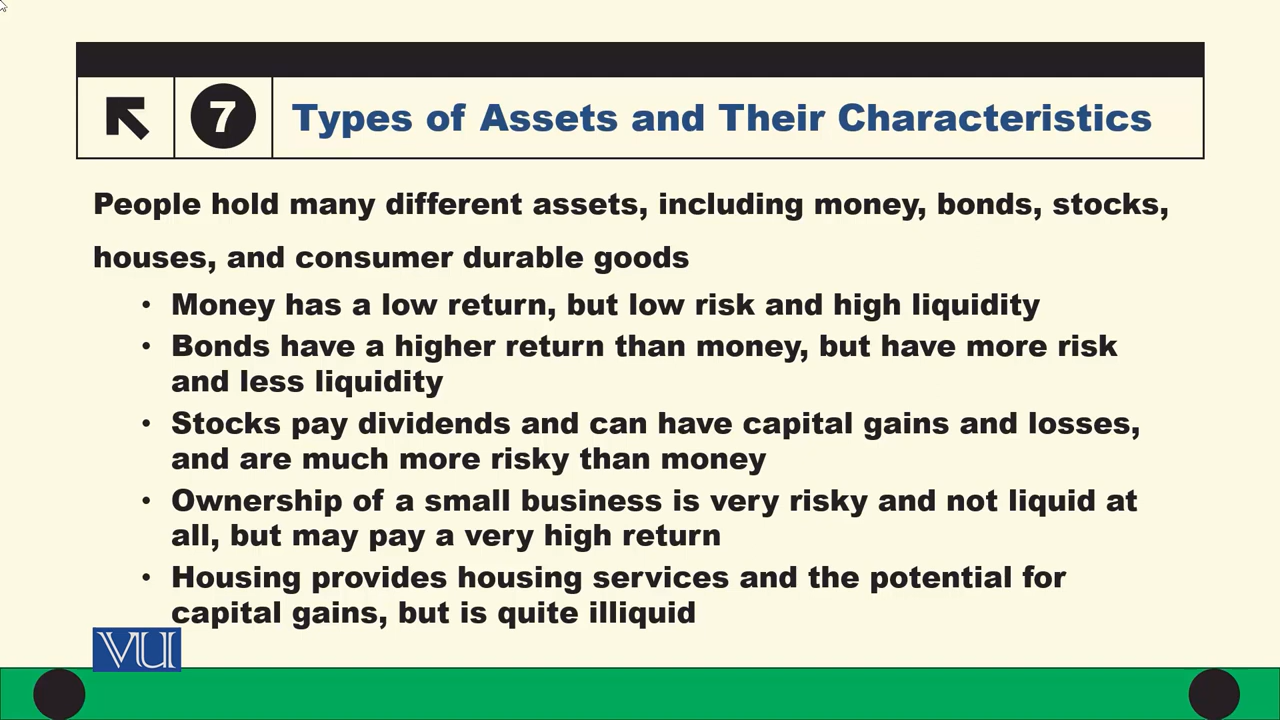 7
Types of Assets and Their Characteristics
People hold many different assets, including money, bonds, stocks,
houses, and consumer durable goods
• Money has a low return, but low risk and high liquidity
• Bonds have a higher return than money, but have more risk
and less liquidity
• Stocks pay dividends and can have capital gains and losses,
and are much more risky than money
• Ownership of a small business is very risky and not liquid at
all, but may pay a very high return
• Housing provides housing services and the potential for
capital gains, but is quite illiquid
VU